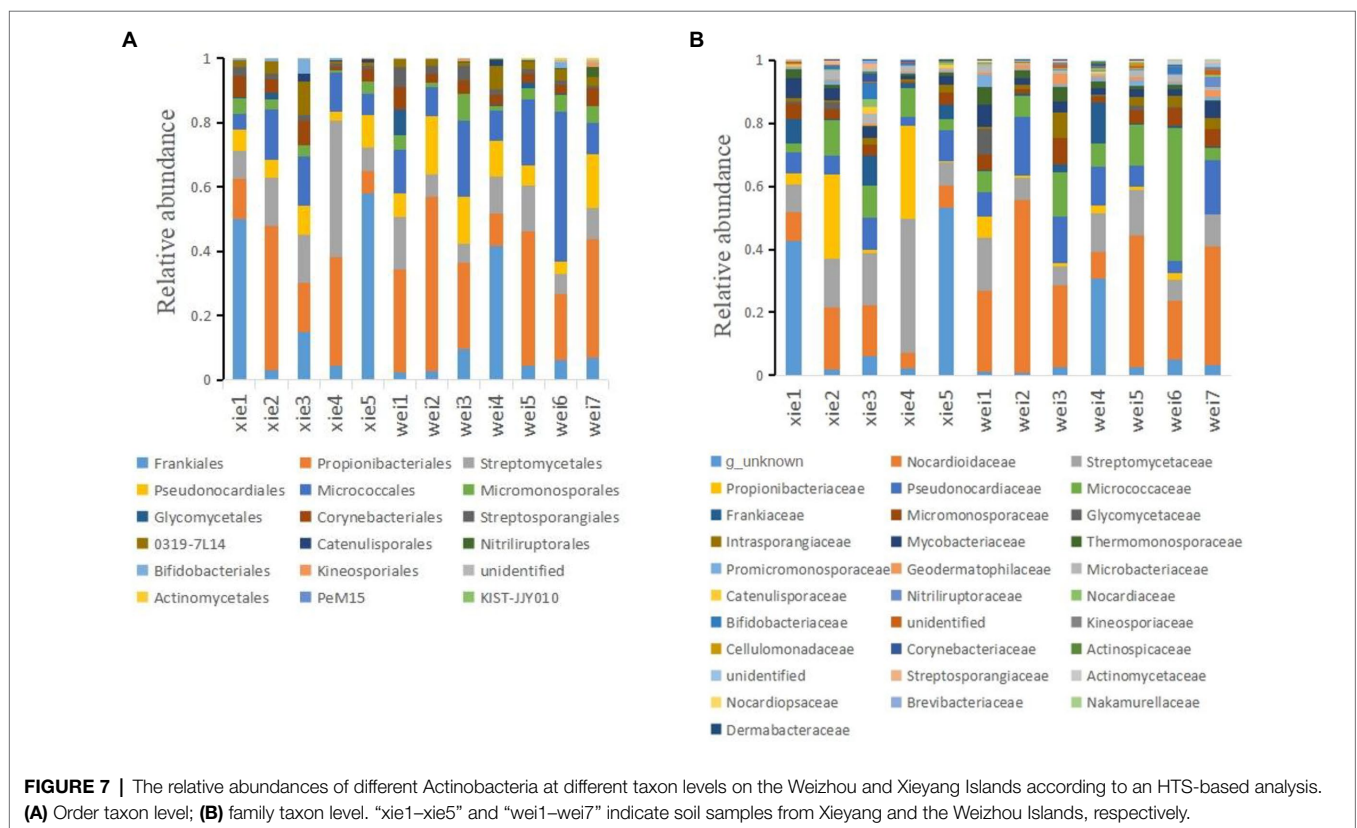 A
Relative abundance
1
0.8
0.6
0.4
0.2
0
xie1 xie2 xie3 xie4 xie5 wei1 wei2 wei3 wei4 wei5 wei6 wei7
Frankiales Propionibacteriales Streptomycetales
Pseudonocardiales Micrococcales Micromonosporales
Glycomycetales Corynebacteriales Streptosporangiales
0319-7L14 Catenulisporales Nitriliruptorales
Bifidobacteriales Kineosporiales unidentified
Actinomycetales PeM15 KIST-JJY010
B
Relative abundance
1
0.8
0.6
0.4
0.2
0
xie1 xie2 xie3 xie4 xie5 wei1 wei2 wei3 wei4 wei5 wei6 wei7
g_unknown Nocardioidaceae Streptomycetaceae
Propionibacteriaceae Pseudonocardiaceae Micrococcaceae
Frankiaceae Micromonosporaceae Glycomycetaceae
Intrasporangiaceae Mycobacteriaceae Thermomonosporaceae
Promicromonosporaceae Geodermatophilaceae Microbacteriaceae
Catenulisporaceae Nitriliruptoraceae Nocardiaceae
Bifidobacteriaceae unidentified Kineosporiaceae
Cellulomonadaceae Corynebacteriaceae Actinospicaceae
unidentified Streptosporangiaceae Actinomycetaceae
Nocardiopsaceae Brevibacteriaceae Nakamurellaceae
Dermabacteraceae
FIGURE 7 | The relative abundances of different Actinobacteria at different taxon levels on the Weizhou and Xieyang Islands according to an HTS-based analysis.
(A) Order taxon level; (B) family taxon level. “xie1–xie5” and “wei1–wei7” indicate soil samples from Xieyang and the Weizhou Islands, respectively.